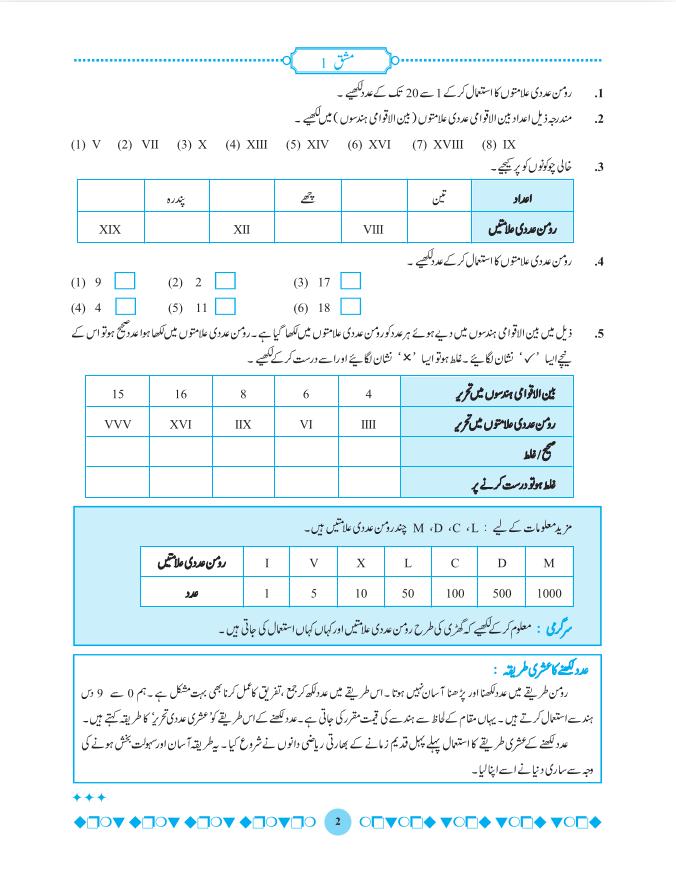 مشق 1
1. رومن عددی علامتوں کا استعمال کرکے 1 سے 20 تک کے عدد لکھیے ۔
2. مندرجہ ذیل اعداد بین الاقوامی عددی علامتوں (بین الاقوامی ہندسوں) میں لکھیے ۔
(1) V (2) VII (3) X (4) XIII (5) XIV (6) XVI (7) XVIII (8) IX
3. خالی چوکونوں کو پر کیجیے ۔
اعداد تین چھے پندرہ
رومن عددی علامتیں VIII XII XIX
4. رومن عددی علامتوں کا استعمال کرکے عدد لکھیے ۔
(1) 9 (2) 2 (3) 17
(4) 4 (5) 11 (6) 18
5. ذیل میں بین الاقوامی ہندسوں میں دیے ہوئے ہر عدد کو رومن عددی علامتوں میں لکھا گیا ہے۔ رومن عددی علامتوں میں لکھا ہوا عدد صحیح ہو تو اس کے
نیچے ایسا ’✓‘ نشان لگائیے ۔ غلط ہو تو ایسا ’×‘ نشان لگائیے اور اسے درست کرکے لکھیے ۔
بین الاقوامی ہندسوں میں تحریر 4 6 8 16 15
رومن عددی علامتوں میں تحریر IIII VI IIX XVI VVV
صحیح / غلط
غلط ہو تو درست کرنے پر
مزید معلومات کے لیے : M ،D ،C ،L چند رومن عددی علامتیں ہیں۔
رومن عددی علامتیں I V X L C D M
عدد 1 5 10 50 100 500 1000
سرگرمی : معلوم کرکے لکھیے کہ گھڑی کی طرح رومن عددی علامتیں اور کہاں کہاں استعمال کی جاتی ہیں ۔
عدد لکھنے کا عشری طریقہ :
رومن طریقے میں عدد لکھنا اور پڑھنا آسان نہیں ہوتا ۔ اس طریقے میں عدد لکھ کر جمع، تفریق کا عمل کرنا بھی بہت مشکل ہے ۔ ہم 0 سے 9 دس
ہندسے استعمال کرتے ہیں ۔ یہاں مقام کے لحاظ سے ہندسے کی قیمت مقرر کی جاتی ہے۔ عدد لکھنے کے اس طریقے کو ’عشری عددی تحریر‘ کا طریقہ کہتے ہیں۔
عدد لکھنے کے عشری طریقے کا استعمال پہلے پہل قدیم زمانے کے بھارتی ریاضی دانوں نے شروع کیا ۔ یہ طریقہ آسان اور سہولت بخش ہونے کی
وجہ سے ساری دنیا نے اسے اپنا لیا ۔
2